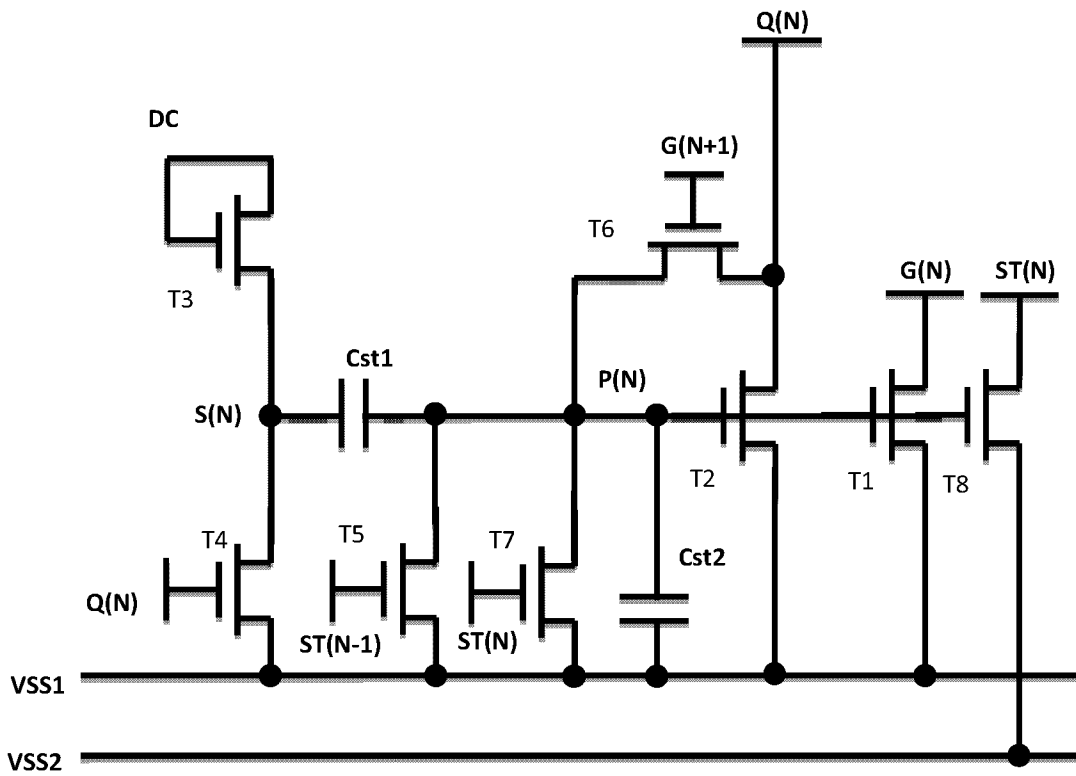 Q(N)
DC
G(N+1)
T6
G(N)
ST(N)
T3
Cst1
P(N)
S(N)
T2
T1
T8
T4
T5
T7
Cst2
Q(N)
ST(N-1)
ST(N)
VSS1
VSS2